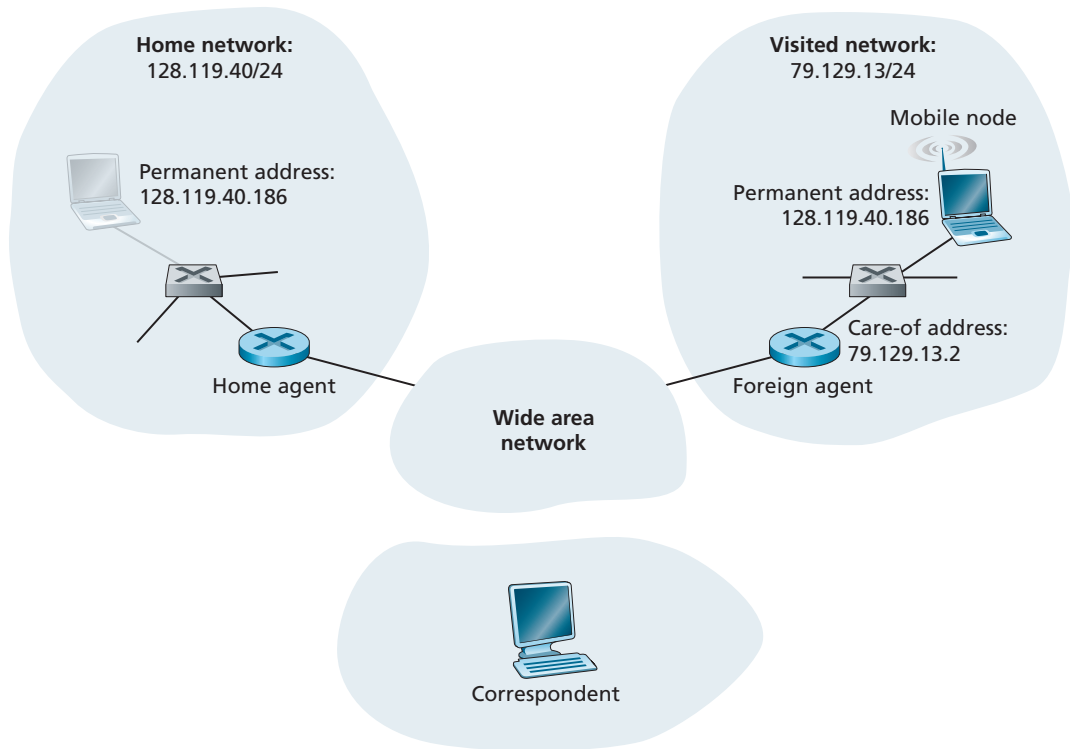 Home network:
128.119.40/24
Permanent address:
128.119.40.186
Home agent
Visited network:
79.129.13/24
Mobile node
Permanent address:
128.119.40.186
Care-of address:
79.129.13.2
Foreign agent
Wide area
network
Correspondent